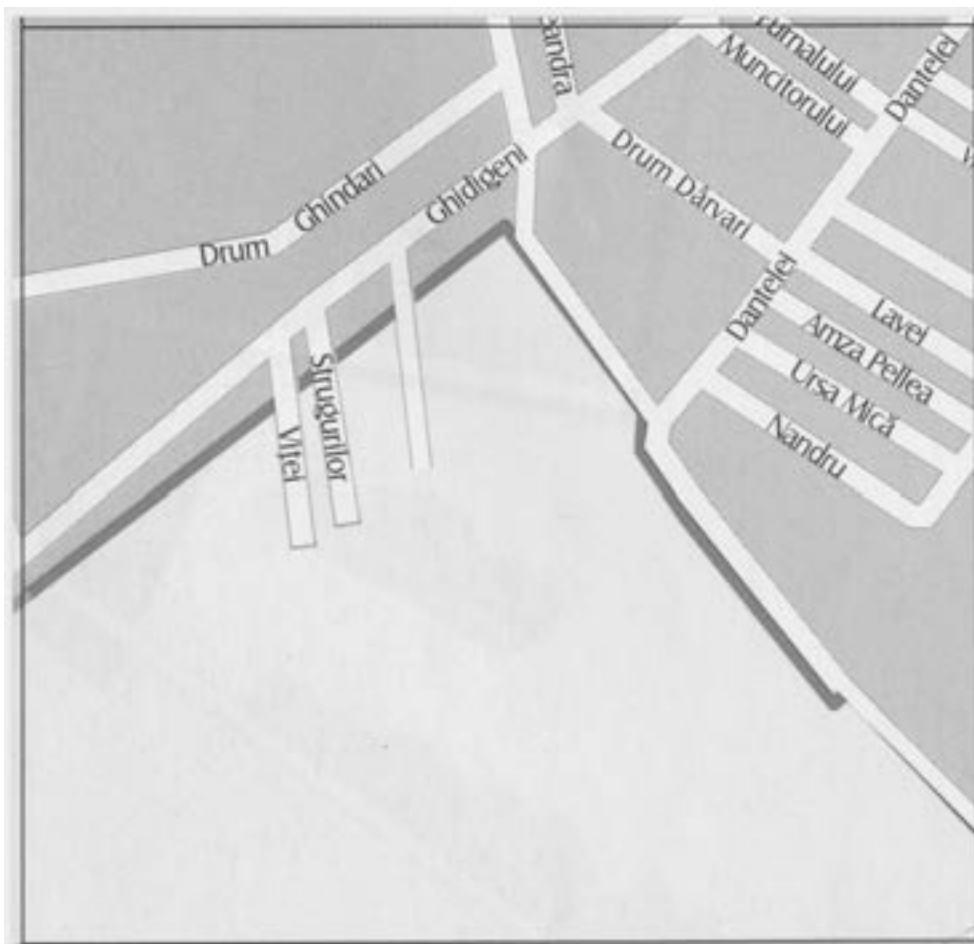 Muncitorului
Dantelei
Drum Dârvari
Ghidigeni
Drum Ghindari
Dantelei
Lavei
Amza Pellea
Ursa Mică
Nandru
Strugurilor
Viței